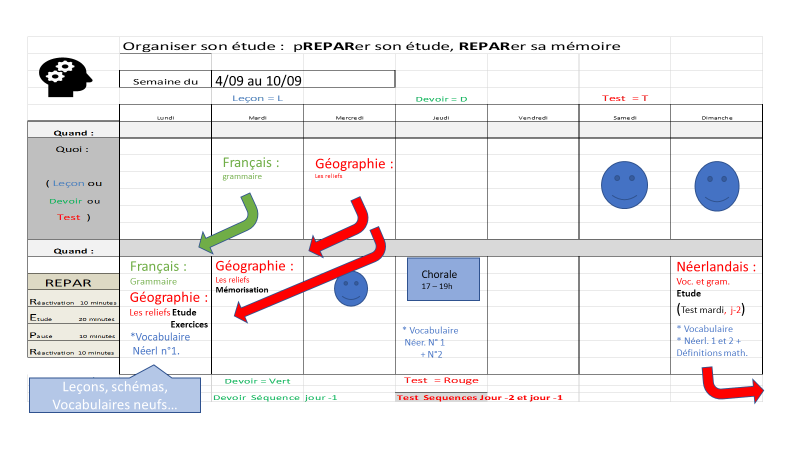 Organiser son étude : pREPARer son étude, REPARer sa mémoire
Semaine du
4/09 au 10/09
Leçon = L
Devoir = D
Test = T
Lundi
Mardi
Mercredi
Jeudi
Vendredi
Samedi
Dimanche
Quand :
Quoi :
( Leçon ou
Devoir ou
Test )
Français :
grammaire
Géographie :
Les reliefs
Quand :
REPAR
Réactivation 10 minutes
Etude 20 minutes
Pause 10 minutes
Réactivation 10 minutes
Français :
Grammaire
Géographie :
Les reliefs Etude
Exercices
*Vocabulaire
Néerl n°1.
Géographie :
Les reliefs
Mémorisation
Chorale
17 – 19h
* Vocabulaire
Néer. N° 1
+ N°2
Néerlandais :
Voc. et gram.
Etude
(Test mardi, j-2)
* Vocabulaire
* Néerl. 1 et 2 +
Définitions math.
Leçons, schémas,
Vocabulaires neufs...
Devoir = Vert
Test = Rouge
Devoir Séquence jour -1
Test Sequences Jour -2 et jour -1